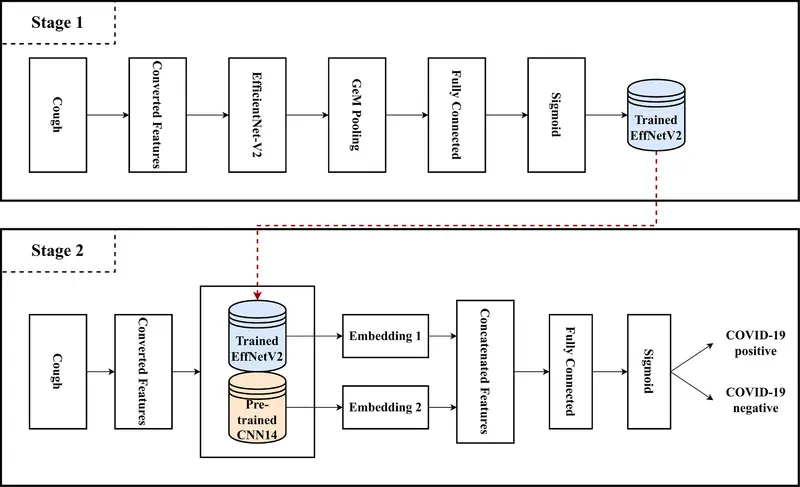 Stage 1
Cough
Converted Features
EfficientNet-V2
GeM Pooling
Fully Connected
Sigmoid
Trained
EffNetV2
Stage 2
Cough
Converted Features
Trained
EffNetV2
Pre-
trained
CNN14
Embedding 1
Embedding 2
Concatenated Features
Fully Connected
Sigmoid
COVID-19
positive
COVID-19
negative